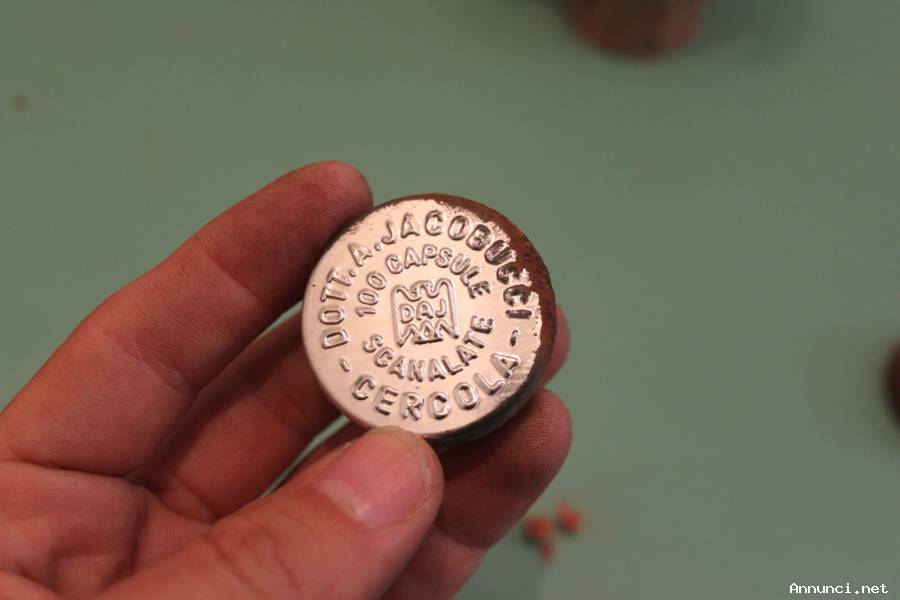 DOTT. A. JACOBUCCI
100 CAPSULE
DAJ
SCANALATE
- CERCOLA -
Annunci.net